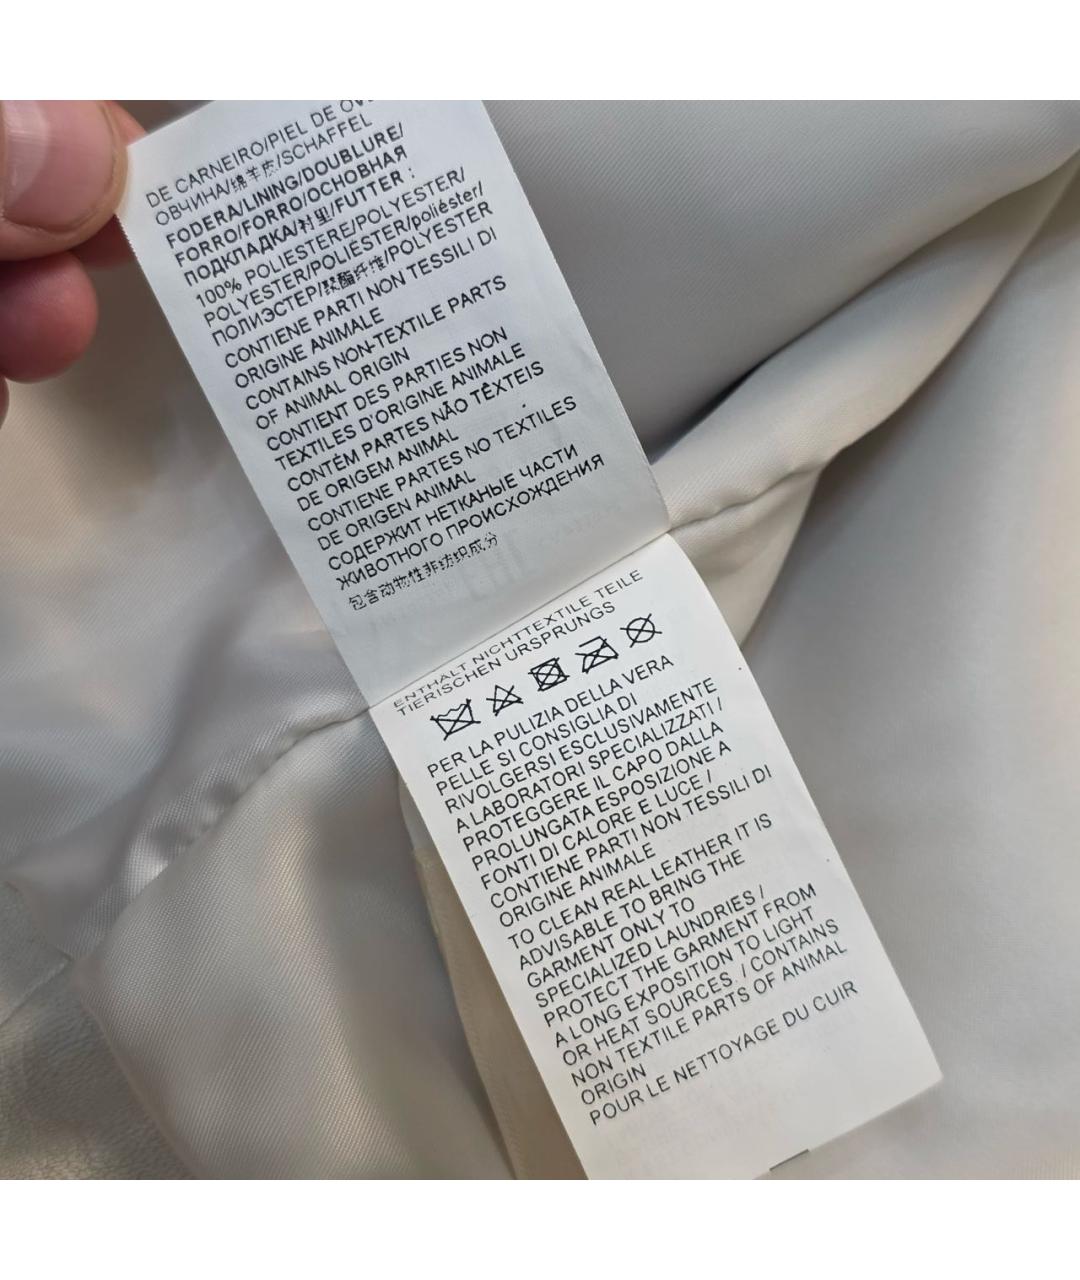 DE CARNEIRO/PIEL DE
ОВЧИНА/绵羊皮/SCHAFFEL
FODERA/LINING/DOUBLURE/
FORRO/FORRO/ОСНОВНАЯ
ПОДКЛАДКА/衬里/FUTTER :
100% POLIESTERE/POLYESTER/
POLYESTER/POLIÉSTER/poliéster/
ПОЛИЭСТЕР/聚酯纤维/POLYESTER
CONTIENE PARTI NON TESSILI DI
ORIGINE ANIMALE
CONTAINS NON-TEXTILE PARTS
OF ANIMAL ORIGIN
CONTIENT DES PARTIES NON
TEXTILES D'ORIGINE ANIMALE
CONTÉM PARTES NÃO TÊXTEIS
DE ORIGEM ANIMAL
CONTIENE PARTES NO TEXTILES
DE ORIGEN ANIMAL
СОДЕРЖИТ НЕТКАНЫЕ ЧАСТИ
ЖИВОТНОГО ПРОИСХОЖДЕНИЯ
包含动物性非纺织成分
ENTHÄLT NICHTTEXTILE TEILE
TIERISCHEN URSPRUNGS
PER LA PULIZIA DELLA VERA
PELLE SI CONSIGLIA DI
RIVOLGERSI ESCLUSIVAMENTE
A LABORATORI SPECIALIZZATI /
PROTEGGERE IL CAPO DALLA
PROLUNGATA ESPOSIZIONE A
FONTI DI CALORE E LUCE /
CONTIENE PARTI NON TESSILI DI
ORIGINE ANIMALE
TO CLEAN REAL LEATHER IT IS
ADVISABLE TO BRING THE
GARMENT ONLY TO
SPECIALIZED LAUNDRIES /
PROTECT THE GARMENT FROM
A LONG EXPOSITION TO LIGHT
OR HEAT SOURCES. / CONTAINS
NON TEXTILE PARTS OF ANIMAL
ORIGIN
POUR LE NETTOYAGE DU CUIR